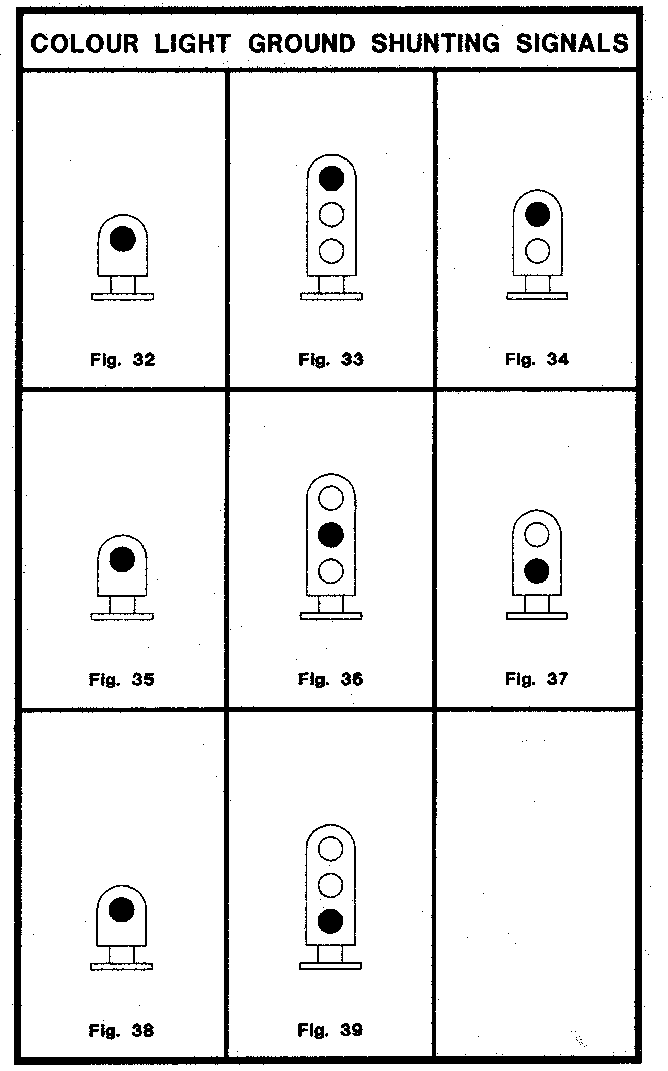 COLOUR LIGHT GROUND SHUNTING SIGNALS
Fig. 32
Fig. 33
Fig. 34
Fig. 35
Fig. 36
Fig. 37
Fig. 38
Fig. 39